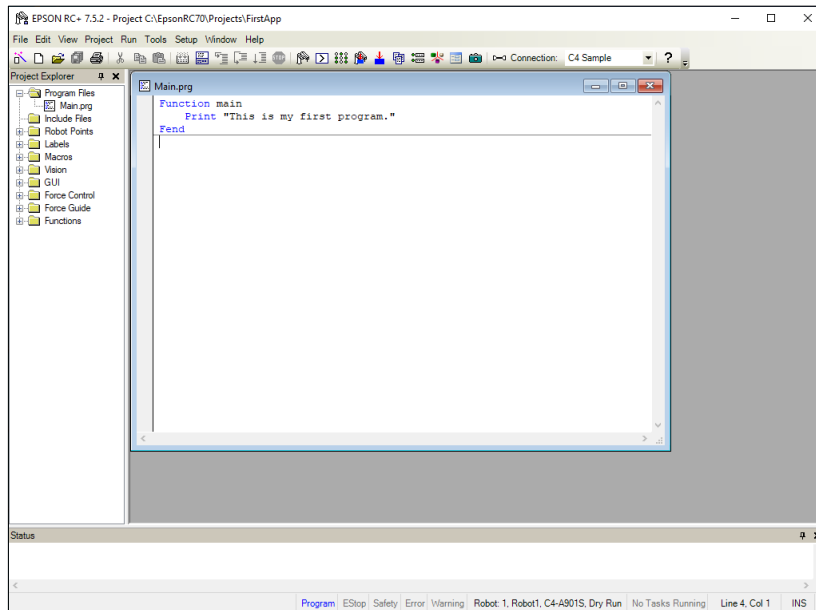 EPSON RC+ 7.5.2 - Project C:\EpsonRC70\Projects\FirstApp
File Edit View Project Run Tools Setup Window Help
Connection: C4 Sample
Project Explorer
Program Files
Main.prg
Include Files
Robot Points
Labels
Macros
Vision
GUI
Force Control
Force Guide
Functions
Main.prg
Function main
Print "This is my first program."
Fend
Status
Program EStop Safety Error Warning Robot: 1, Robot1, C4-A901S, Dry Run No Tasks Running Line 4, Col 1 INS